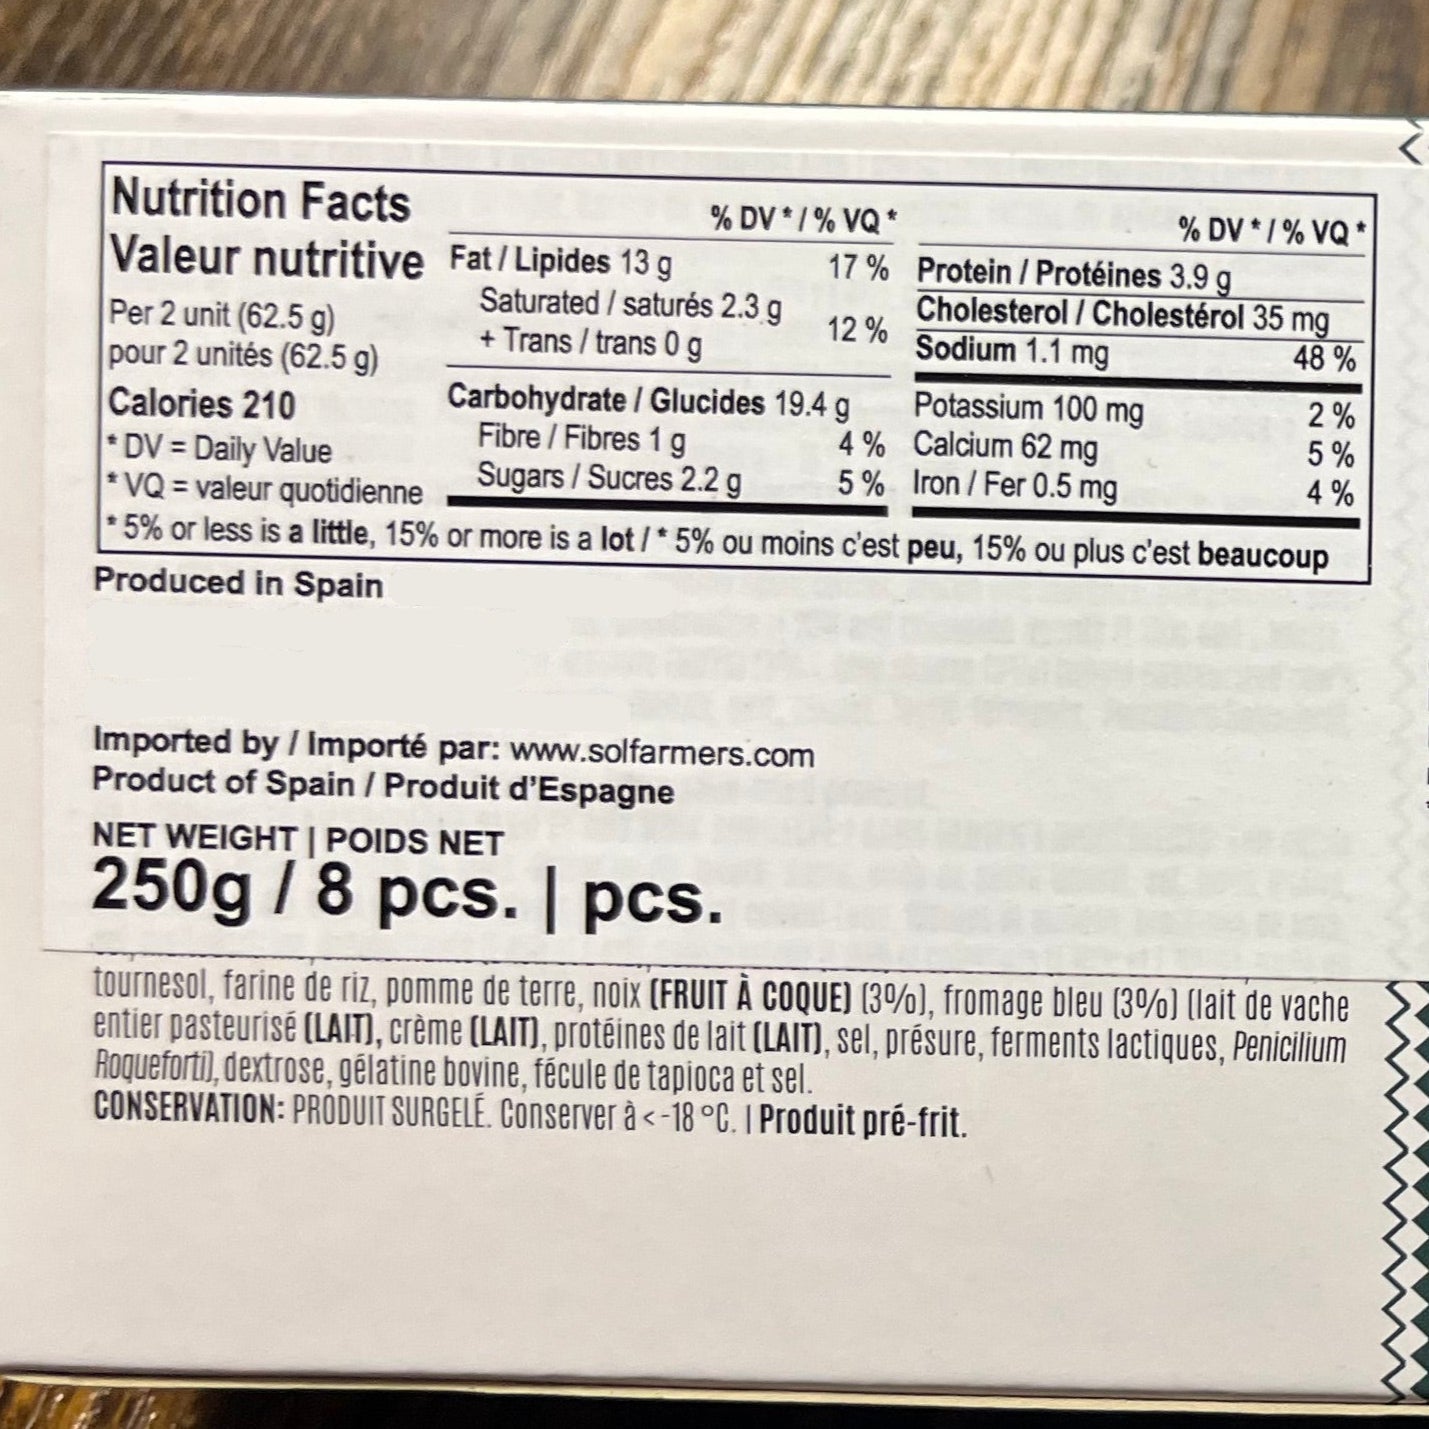 Nutrition Facts
Valeur nutritive
Per 2 unit (62.5 g)
pour 2 unités (62.5 g)
Calories 210
* DV = Daily Value
* VQ = valeur quotidienne
% DV * / % VQ *
Fat / Lipides 13 g 17 %
Saturated / saturés 2.3 g
+ Trans / trans 0 g 12 %
Carbohydrate / Glucides 19.4 g
Fibre / Fibres 1 g 4 %
Sugars / Sucres 2.2 g 5 %
% DV * / % VQ *
Protein / Protéines 3.9 g
Cholesterol / Cholestérol 35 mg
Sodium 1.1 mg 48 %
Potassium 100 mg 2 %
Calcium 62 mg 5 %
Iron / Fer 0.5 mg 4 %
* 5% or less is a little, 15% or more is a lot / * 5% ou moins c'est peu, 15% ou plus c'est beaucoup
Produced in Spain
Imported by / Importé par: www.solfarmers.com
Product of Spain / Produit d'Espagne
NET WEIGHT | POIDS NET
250g / 8 pcs. | pcs.
tournesol, farine de riz, pomme de terre, noix (FRUIT À COQUE) (3%), fromage bleu (3%) (lait de vache
entier pasteurisé (LAIT), crème (LAIT), protéines de lait (LAIT), sel, présure, ferments lactiques, Penicilium
Roqueforti), dextrose, gélatine bovine, fécule de tapioca et sel.
CONSERVATION: PRODUIT SURGELÉ. Conserver à < -18 °C. | Produit pré-frit.